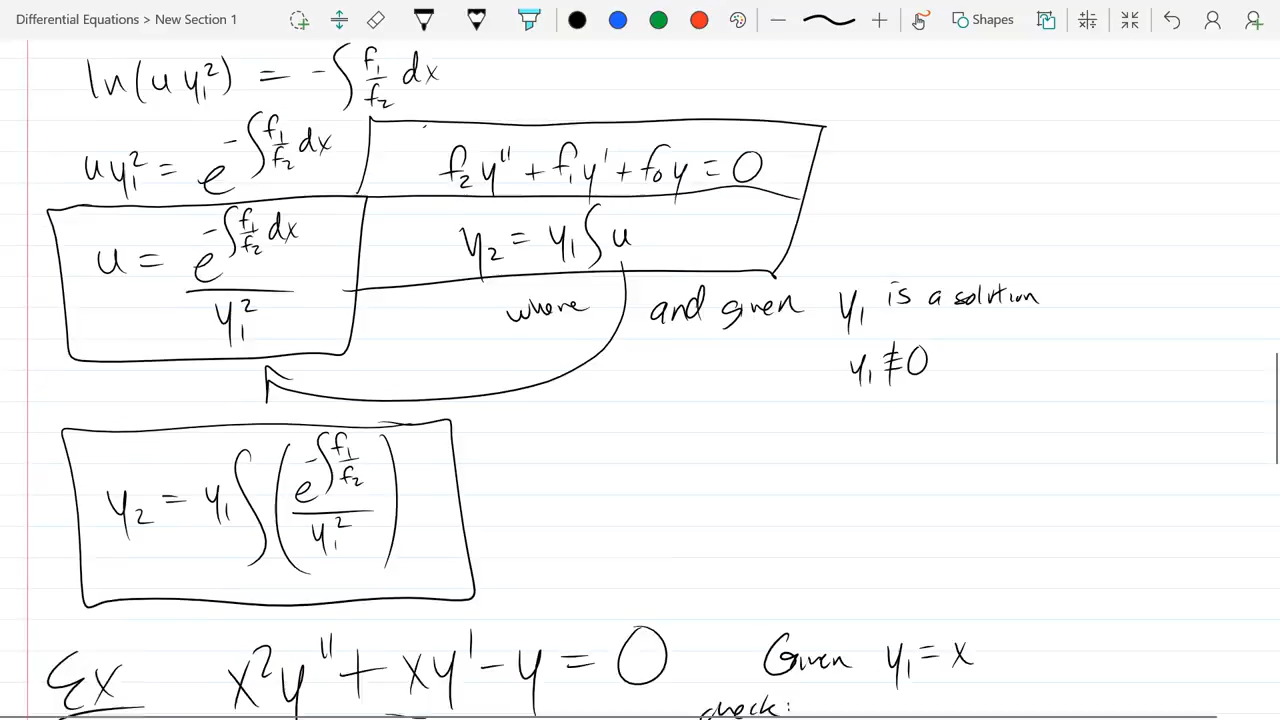 Differential Equations > New Section 1
Shapes
ln(u y₁²) = -∫ f₁/f₂ dx
u y₁² = e^(-∫ f₁/f₂ dx)
f₂y'' + f₁y' + f₀y = 0
u = e^(-∫ f₁/f₂ dx) / y₁²
y₂ = y₁ ∫ u
where and given y₁ is a solution
y₁ ≢ 0
y₂ = y₁ ∫ ( e^(-∫ f₁/f₂) / y₁² )
Ex x²y'' + xy' - y = 0 Given y₁ = x
check: